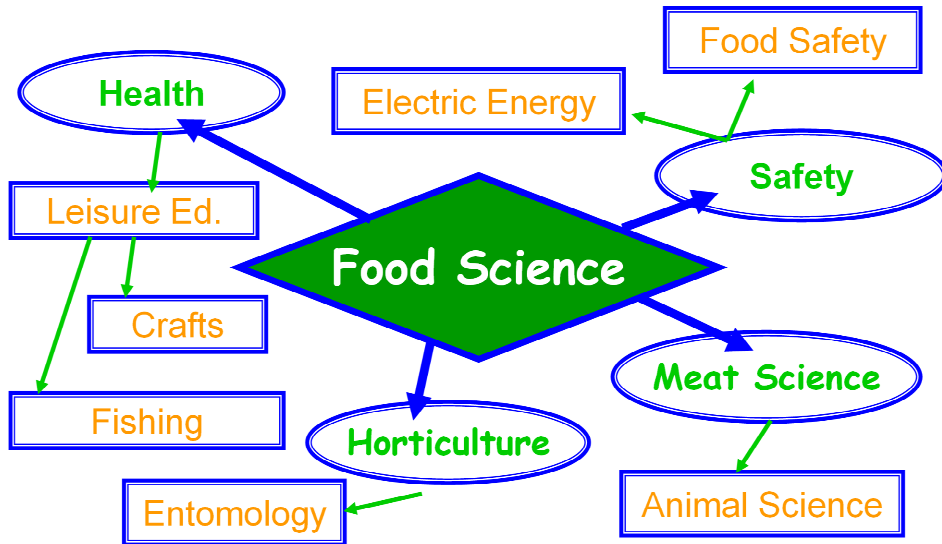 Food Safety
Health
Electric Energy
Safety
Leisure Ed.
Food Science
Crafts
Meat Science
Fishing
Horticulture
Entomology
Animal Science